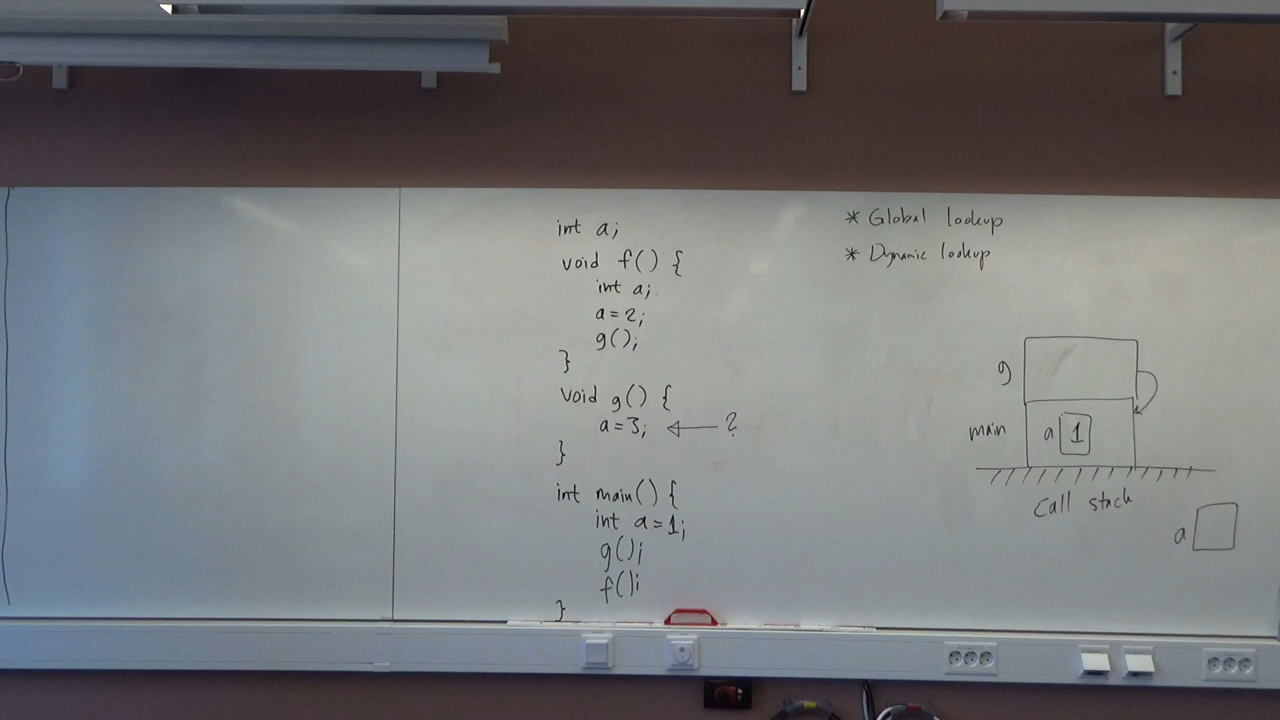 int a;
void f() {
int a;
a = 2;
g();
}
void g() {
a = 3; ?
}
int main() {
int a = 1;
g();
f();
}
* Global lookup
* Dynamic lookup
g
main a 1
Call stack
a